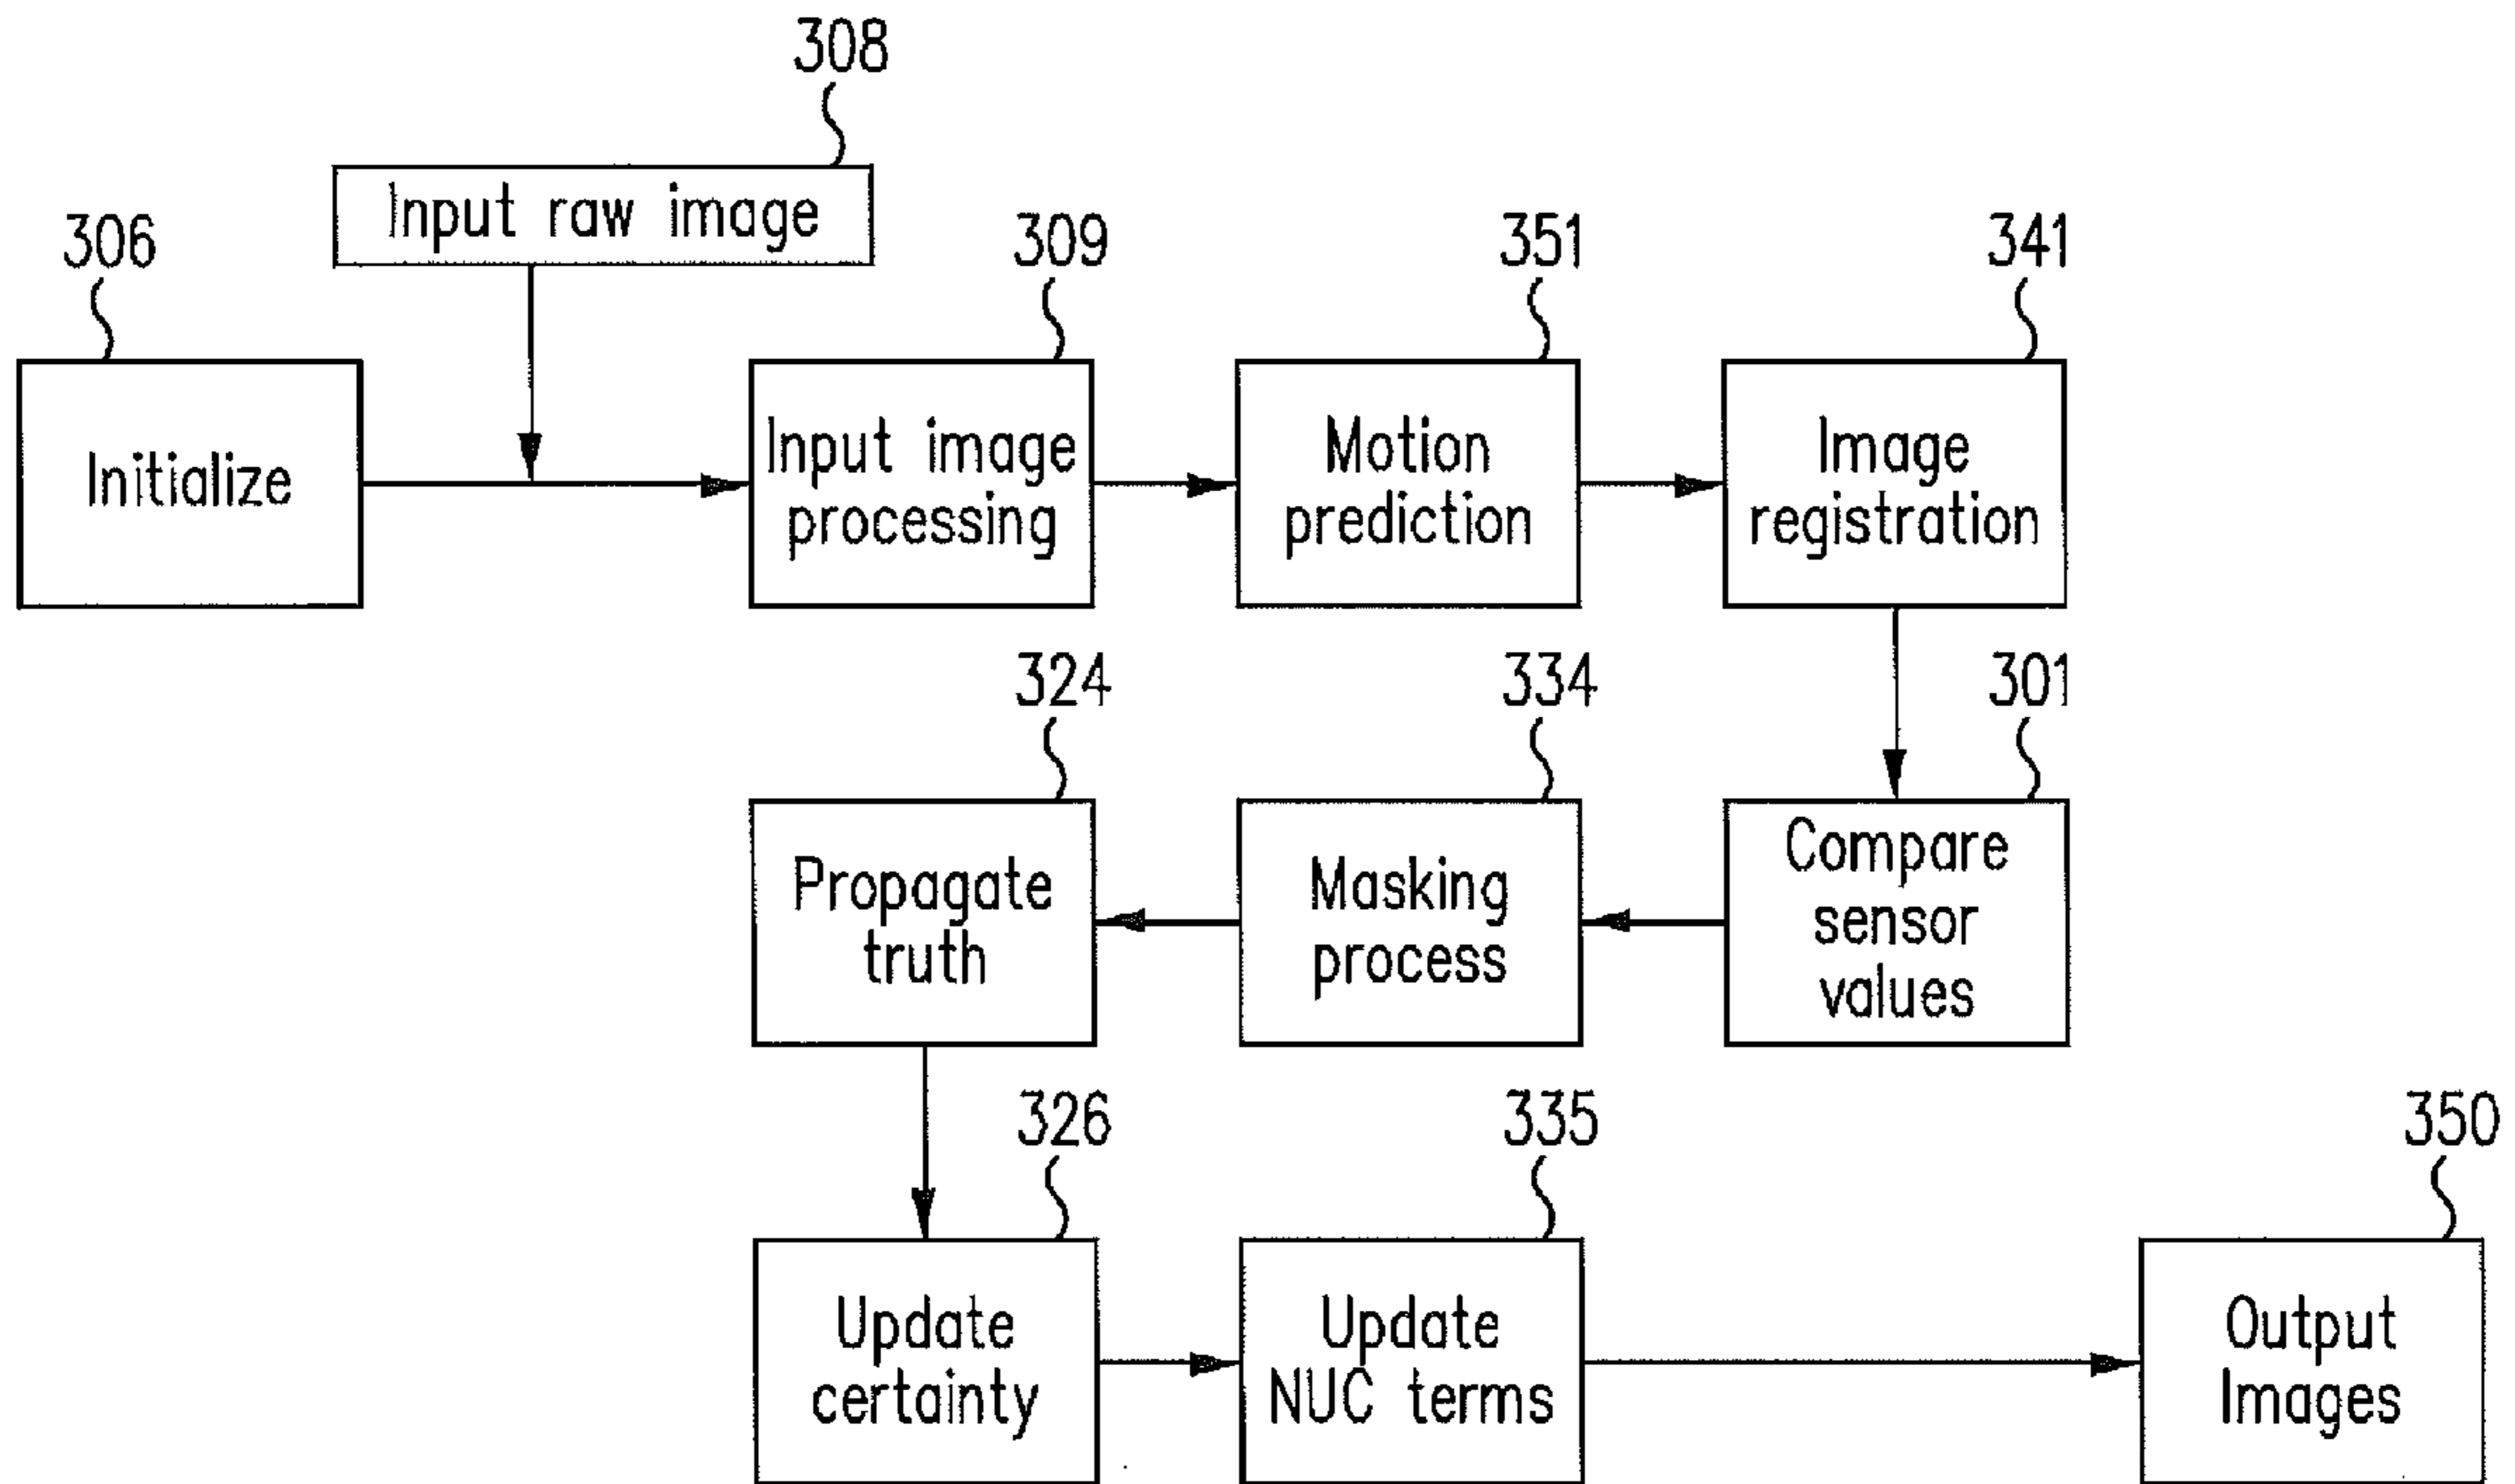 308
Input raw image
306
309
351
341
Initialize
Input image
processing
Motion
prediction
Image
registration
324
334
301
Propagate
truth
Masking
process
Compare
sensor
values
326
335
350
Update
certainty
Update
NUC terms
Output
Images